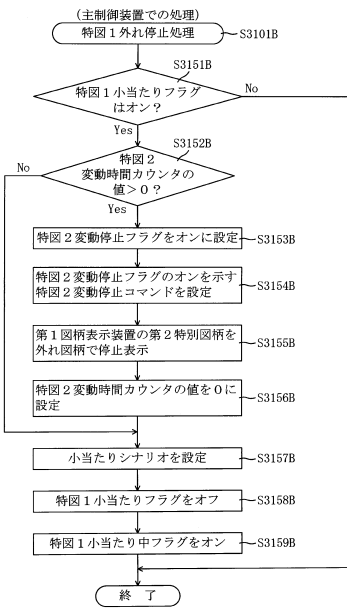 (主制御装置での処理)
特図1外れ停止処理
S3101B
S3151B
特図1小当たりフラグ
はオン?
No
Yes
S3152B
特図2
変動時間カウンタの
値>0?
No
Yes
特図2変動停止フラグをオンに設定
S3153B
特図2変動停止フラグのオンを示す
特図2変動停止コマンドを設定
S3154B
第1図柄表示装置の第2特別図柄を
外れ図柄で停止表示
S3155B
特図2変動時間カウンタの値を0に
設定
S3156B
小当たりシナリオを設定
S3157B
特図1小当たりフラグをオフ
S3158B
特図1小当たり中フラグをオン
S3159B
終了